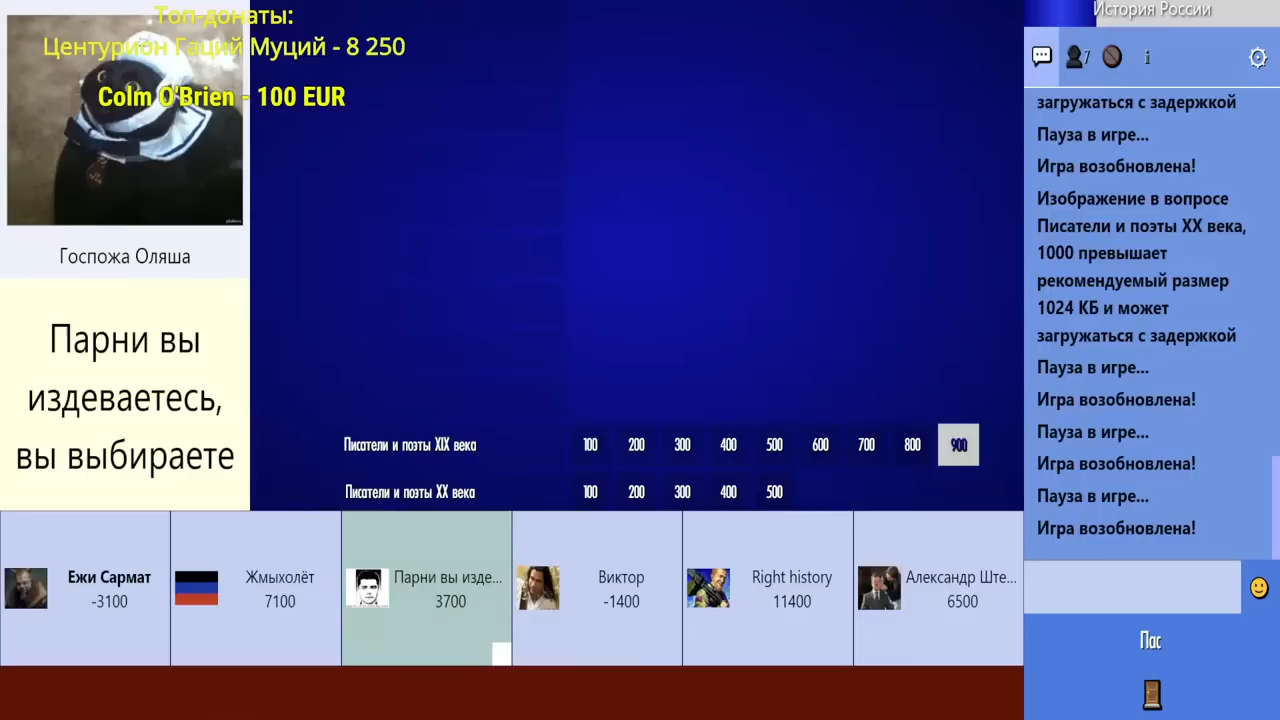 Топ-донаты:
Центурион Гаций Муций - 8 250
Colm O'Brien - 100 EUR
Госпожа Оляша
Парни вы
издеваетесь,
вы выбираете
Писатели и поэты XIX века 100 200 300 400 500 600 700 800 900
Писатели и поэты XX века 100 200 300 400 500
Ежи Сармат
-3100
Жмыхолёт
7100
Парни вы изде...
3700
Виктор
-1400
Right history
11400
Александр Ште...
6500
История России
7
i
загружаться с задержкой
Пауза в игре...
Игра возобновлена!
Изображение в вопросе
Писатели и поэты XX века,
1000 превышает
рекомендуемый размер
1024 КБ и может
загружаться с задержкой
Пауза в игре...
Игра возобновлена!
Пауза в игре...
Игра возобновлена!
Пауза в игре...
Игра возобновлена!
Пас